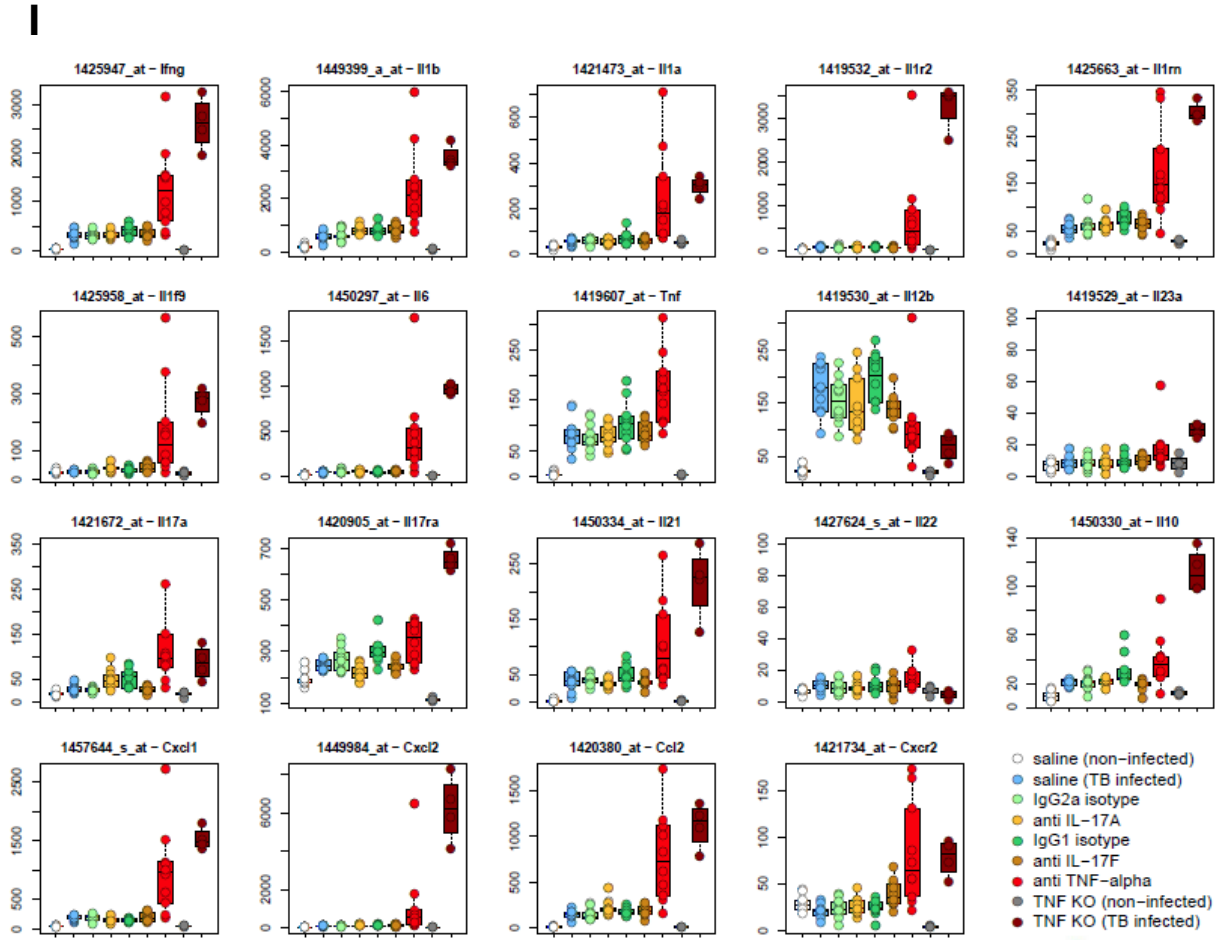 I
1425947_at − Ifng
3000
2000
1000
0
1449399_a_at − Il1b
6000
4000
2000
0
1421473_at − Il1a
600
400
200
0
1419532_at − Il1r2
3000
2000
1000
0
1425663_at − Il1rn
350
250
150
50
0
1425958_at − Il1f9
500
300
100
0
1450297_at − Il6
1500
1000
500
0
1419607_at − Tnf
250
150
50
0
1419530_at − Il12b
250
150
50
1419529_at − Il23a
100
80
60
40
20
0
1421672_at − Il17a
350
250
150
100
50
0
1420905_at − Il17ra
700
500
300
100
1450334_at − Il21
250
150
100
50
0
1427624_s_at − Il22
100
80
60
40
20
0
1450330_at − Il10
140
100
60
20
0
1457644_s_at − Cxcl1
2500
1500
500
0
1449984_at − Cxcl2
6000
2000
0
1420380_at − Ccl2
1500
1000
500
0
1421734_at − Cxcr2
150
100
50
0
saline (non−infected)
saline (TB infected)
IgG2a isotype
anti IL−17A
IgG1 isotype
anti IL−17F
anti TNF−alpha
TNF KO (non−infected)
TNF KO (TB infected)